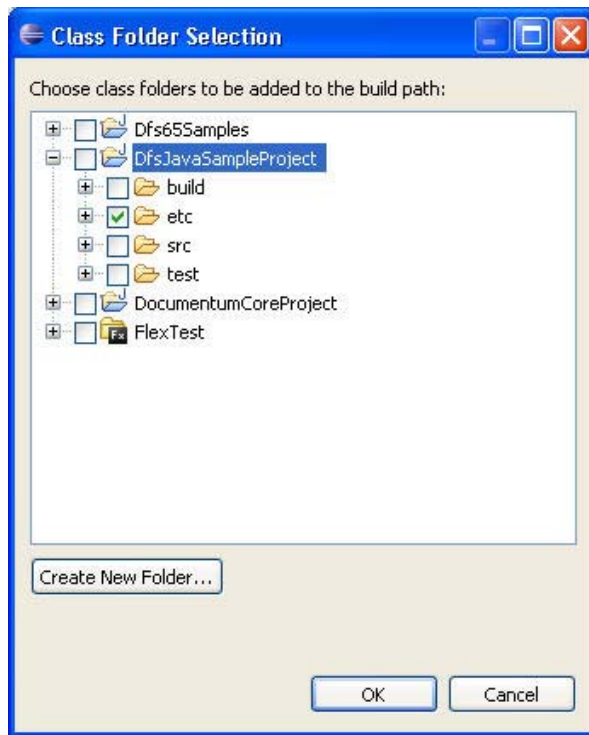 Class Folder Selection
Choose class folders to be added to the build path:
Dfs65Samples
DfsJavaSampleProject
build
etc
src
test
DocumentumCoreProject
Fx FlexTest
Create New Folder...
OK Cancel